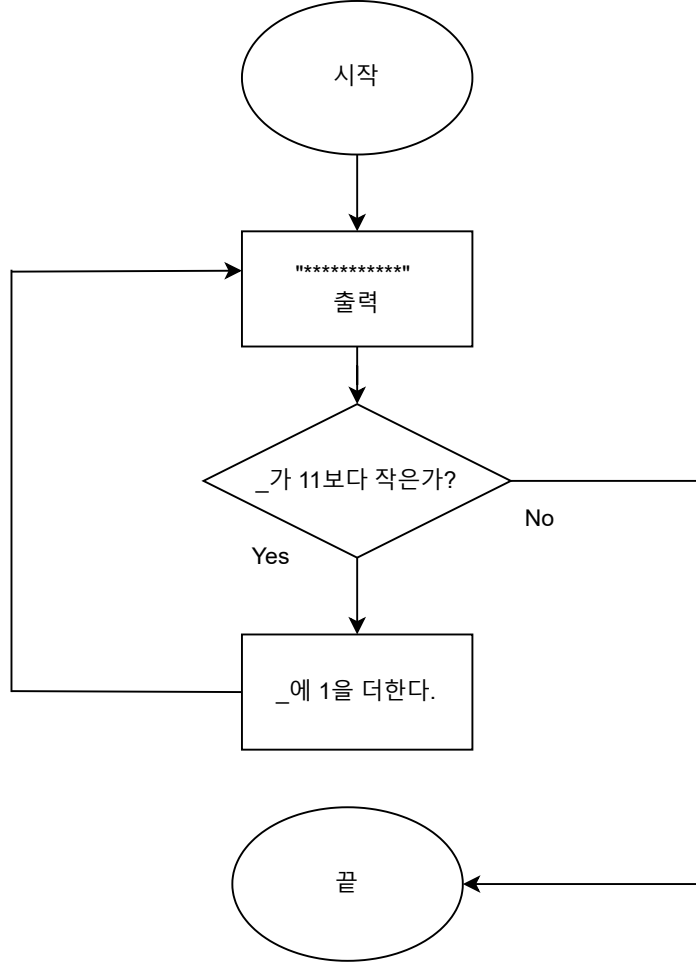 시작
"***********"
출력
_가 11보다 작은가?
No
Yes
_에 1을 더한다.
끝